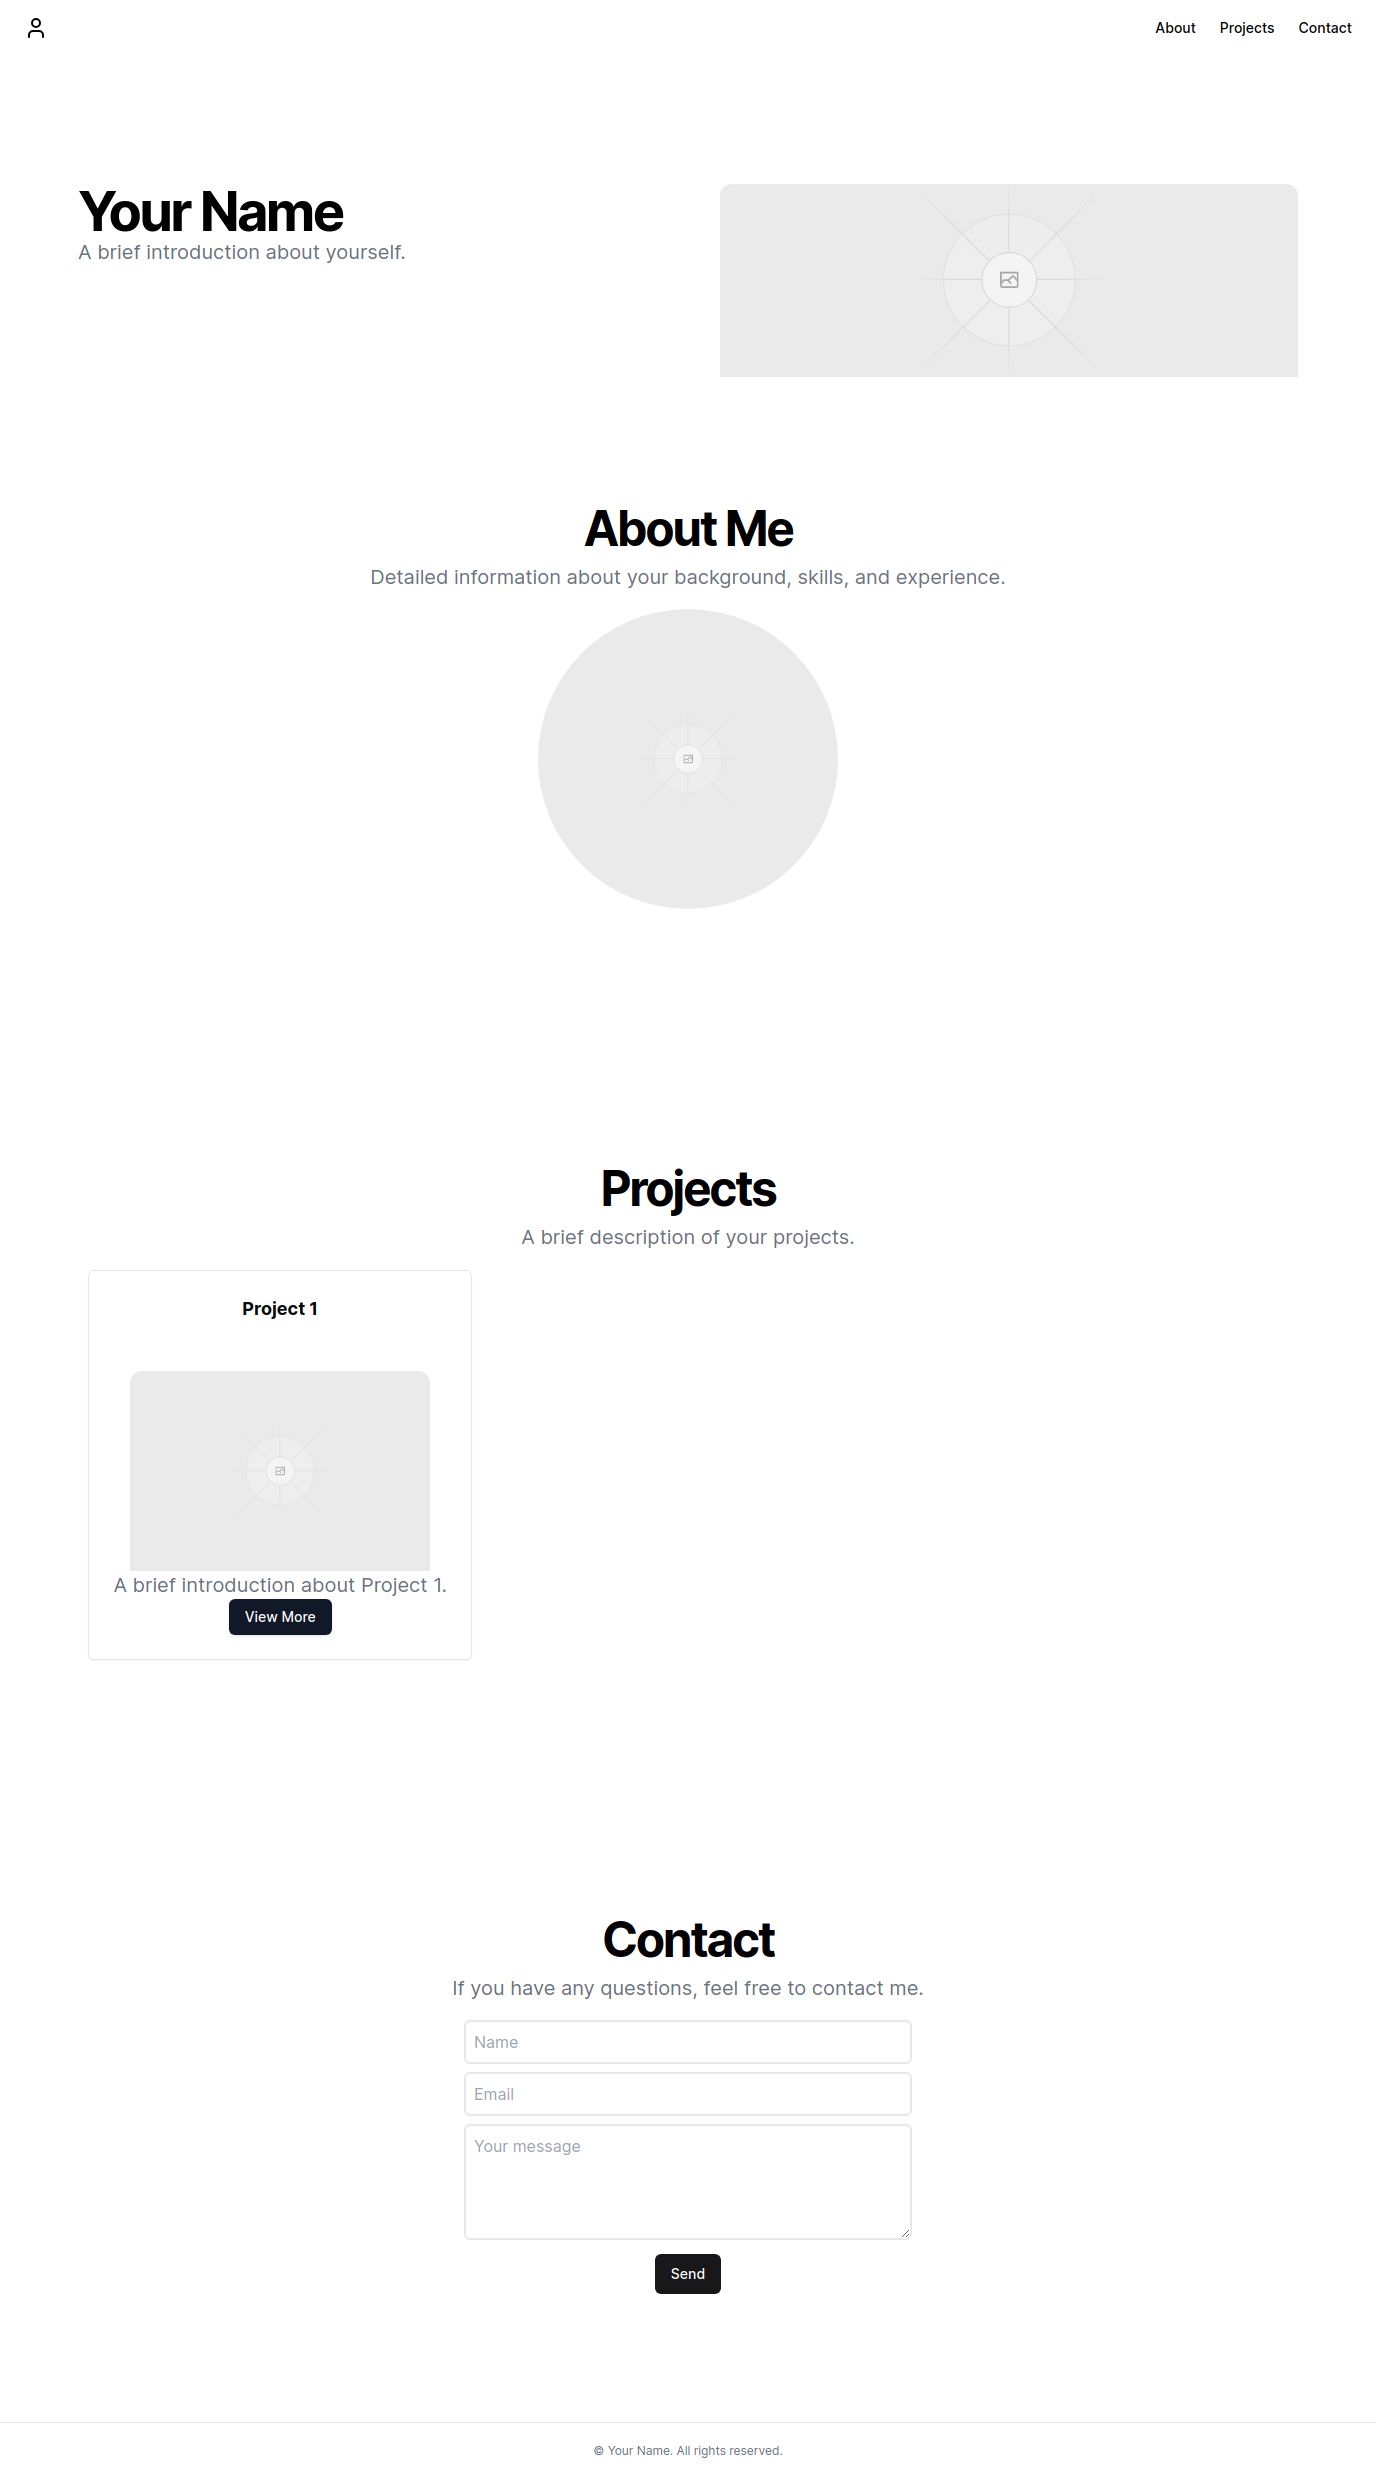 About Projects Contact
Your Name
A brief introduction about yourself.
About Me
Detailed information about your background, skills, and experience.
Projects
A brief description of your projects.
Project 1
A brief introduction about Project 1.
View More
Contact
If you have any questions, feel free to contact me.
Name
Email
Your message
Send
© Your Name. All rights reserved.